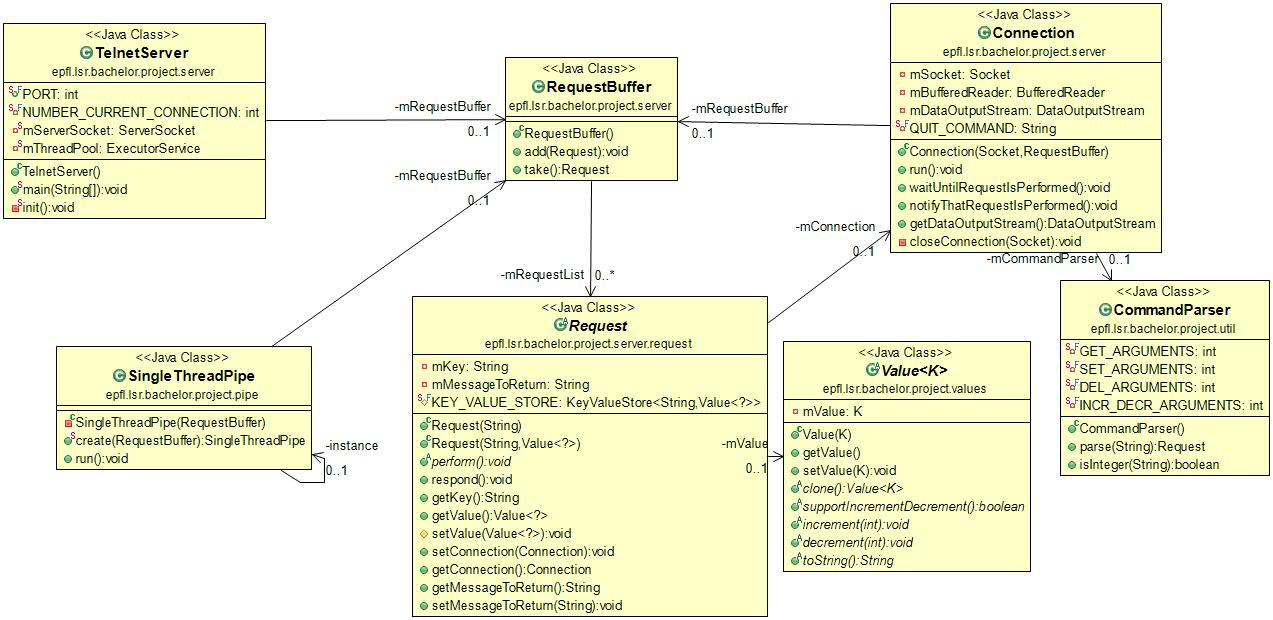 <<Java Class>>
TelnetServer
epfl.lsr.bachelor.project.server
PORT: int
NUMBER_CURRENT_CONNECTION: int
mServerSocket: ServerSocket
mThreadPool: ExecutorService
TelnetServer()
main(String[]):void
init():void
-mRequestBuffer
0..1
<<Java Class>>
RequestBuffer
epfl.lsr.bachelor.project.server
RequestBuffer()
add(Request):void
take():Request
-mRequestBuffer
0..1
<<Java Class>>
Connection
epfl.lsr.bachelor.project.server
mSocket: Socket
mBufferedReader: BufferedReader
mDataOutputStream: DataOutputStream
QUIT_COMMAND: String
Connection(Socket,RequestBuffer)
run():void
waitUntilRequestIsPerformed():void
notifyThatRequestIsPerformed():void
getDataOutputStream():DataOutputStream
closeConnection(Socket):void
-mRequestBuffer
0..1
-mConnection
0..1
-mCommandParser
0..1
-mRequestList
0..*
<<Java Class>>
CommandParser
epfl.lsr.bachelor.project.util
GET_ARGUMENTS: int
SET_ARGUMENTS: int
DEL_ARGUMENTS: int
INCR_DECR_ARGUMENTS: int
CommandParser()
parse(String):Request
isInteger(String):boolean
<<Java Class>>
Request
epfl.lsr.bachelor.project.server.request
mKey: String
mMessageToReturn: String
KEY_VALUE_STORE: KeyValueStore<String,Value<?>>
Request(String)
Request(String,Value<?>)
perform():void
respond():void
getKey():String
getValue():Value<?>
setValue(Value<?>):void
setConnection(Connection):void
getConnection():Connection
getMessageToReturn():String
setMessageToReturn(String):void
-mValue
0..1
<<Java Class>>
Value<K>
epfl.lsr.bachelor.project.values
mValue: K
Value(K)
getValue()
setValue(K):void
clone():Value<K>
supportIncrementDecrement():boolean
increment(int):void
decrement(int):void
toString():String
<<Java Class>>
SingleThreadPipe
epfl.lsr.bachelor.project.pipe
SingleThreadPipe(RequestBuffer)
create(RequestBuffer):SingleThreadPipe
run():void
-instance
0..1